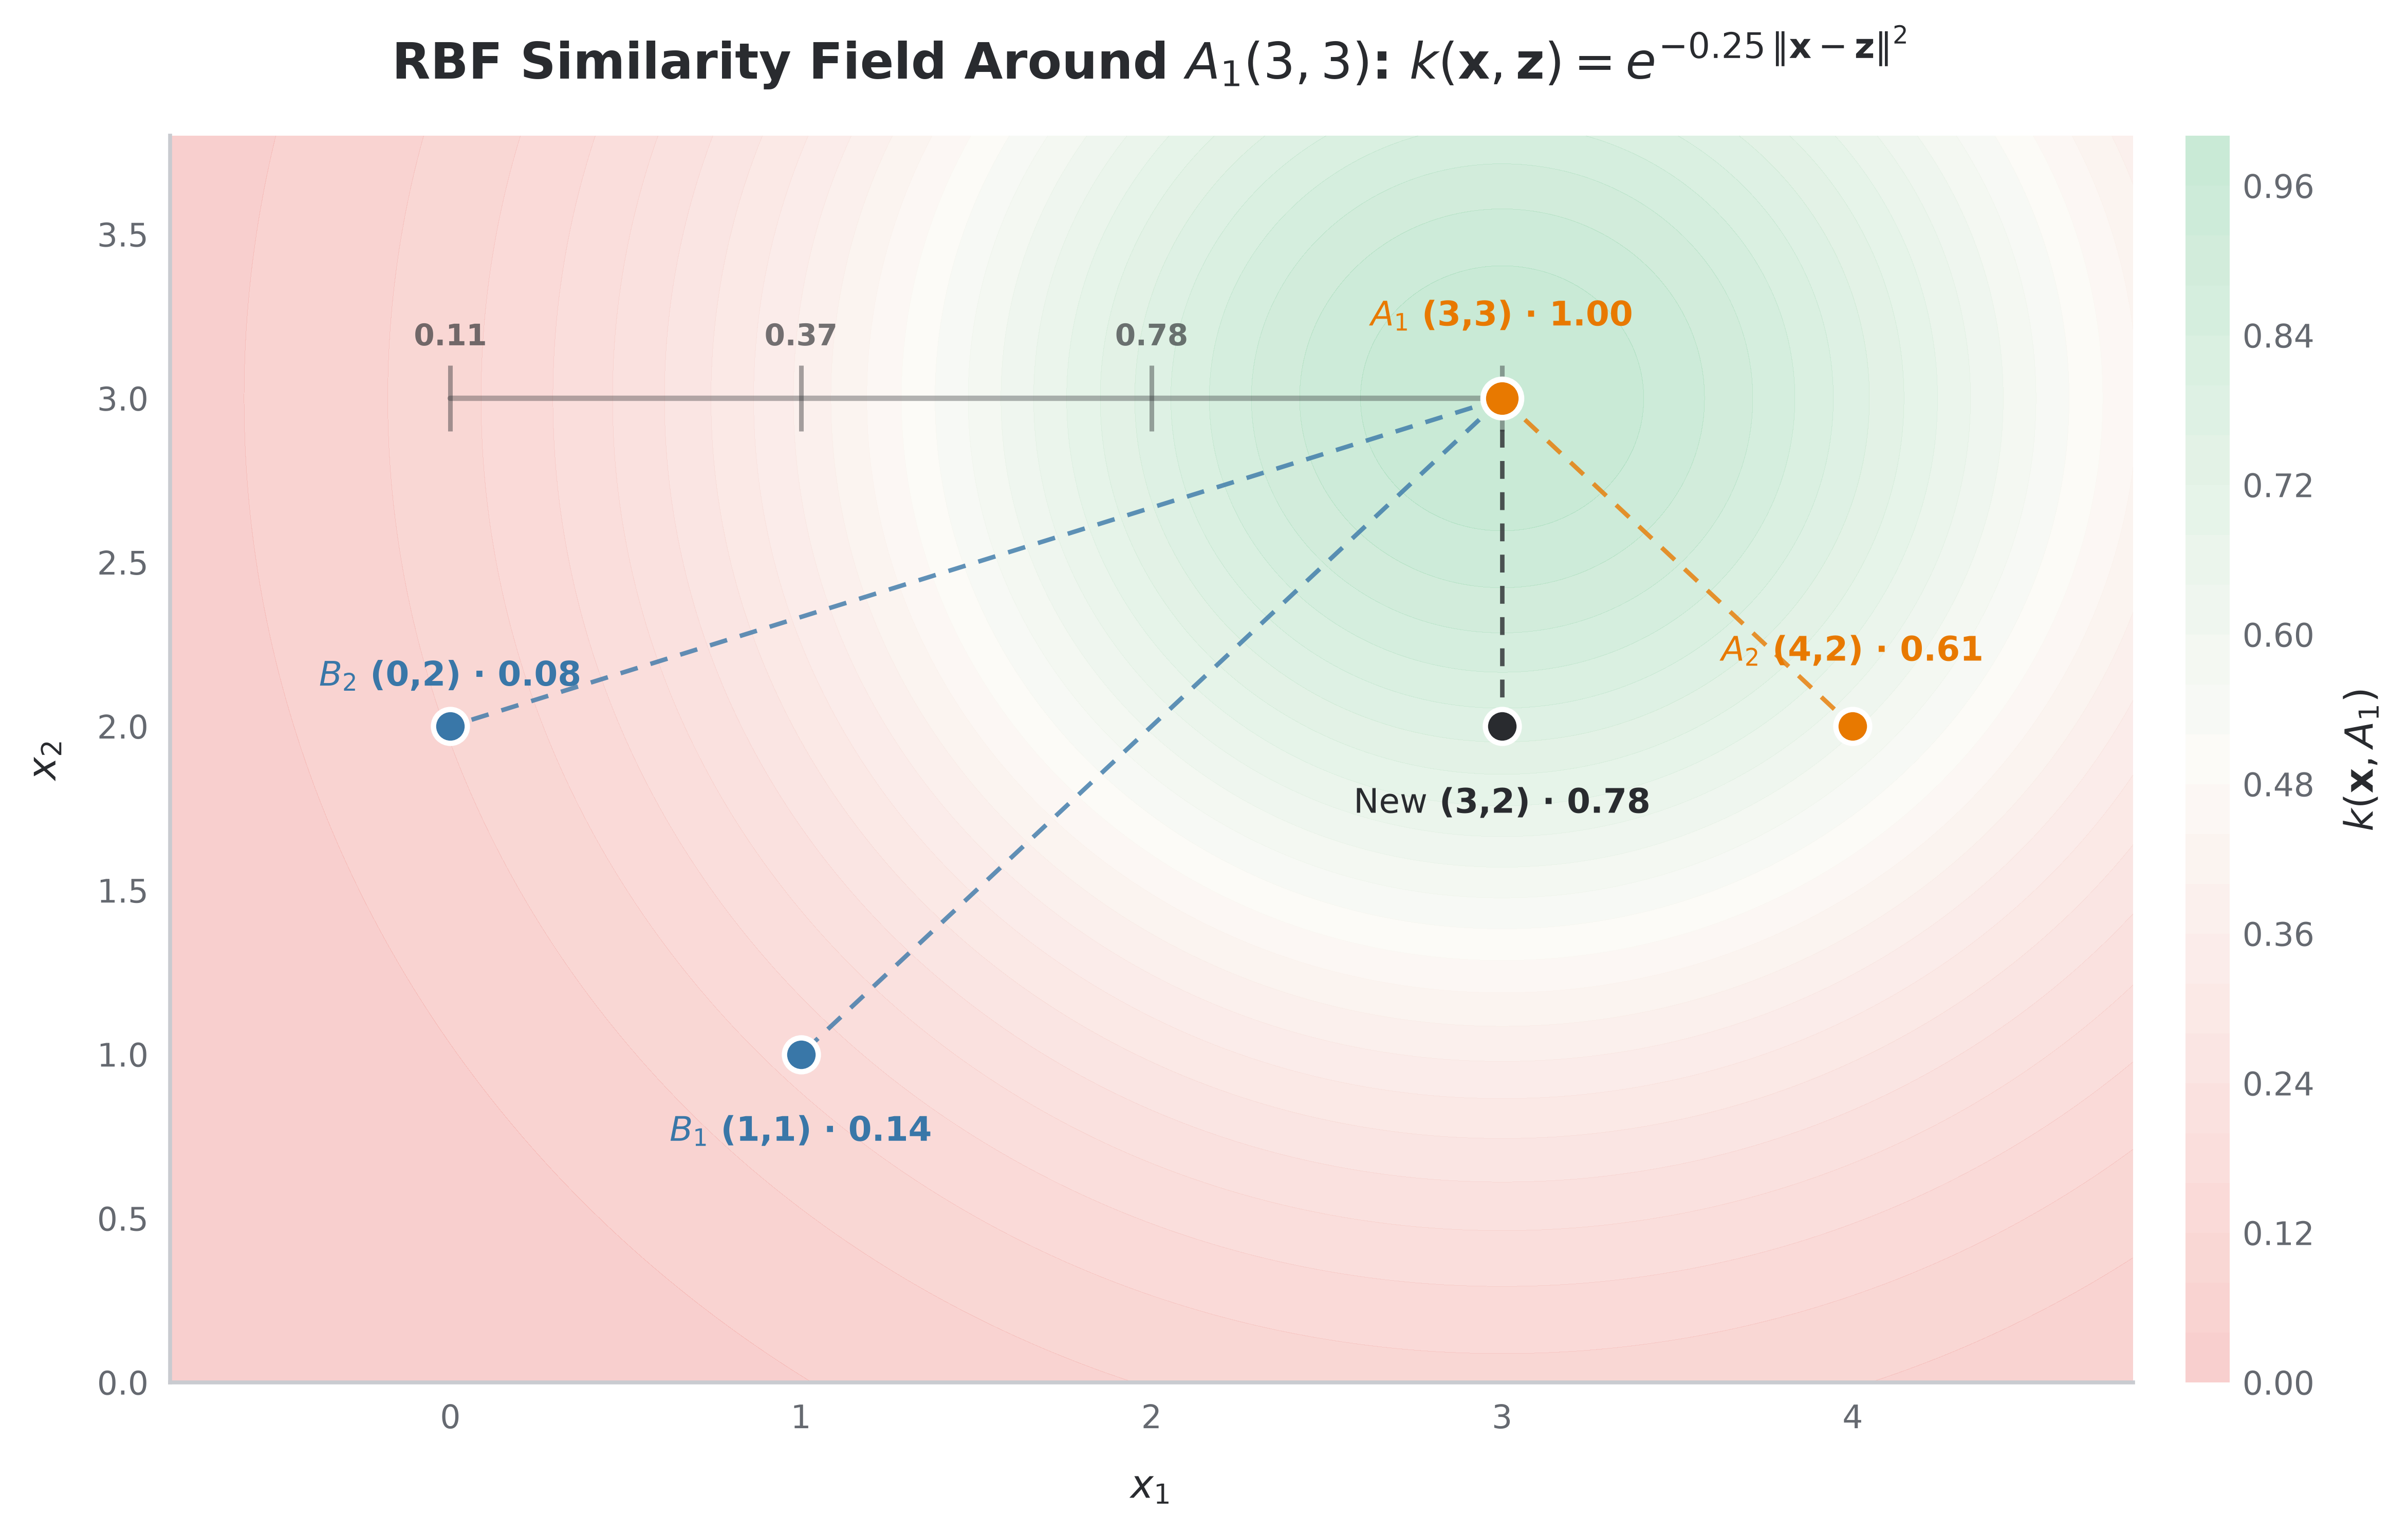 RBF Similarity Field Around A₁(3, 3): k(x, z) = e^{−0.25 ‖x − z‖²}
3.5
3.0
2.5
2.0
1.5
1.0
0.5
0.0
x₂
0.11
0.37
0.78
A₁ (3,3) · 1.00
B₂ (0,2) · 0.08
A₂ (4,2) · 0.61
New (3,2) · 0.78
B₁ (1,1) · 0.14
0
1
2
3
4
x₁
0.96
0.84
0.72
0.60
0.48
0.36
0.24
0.12
0.00
k(x, A₁)